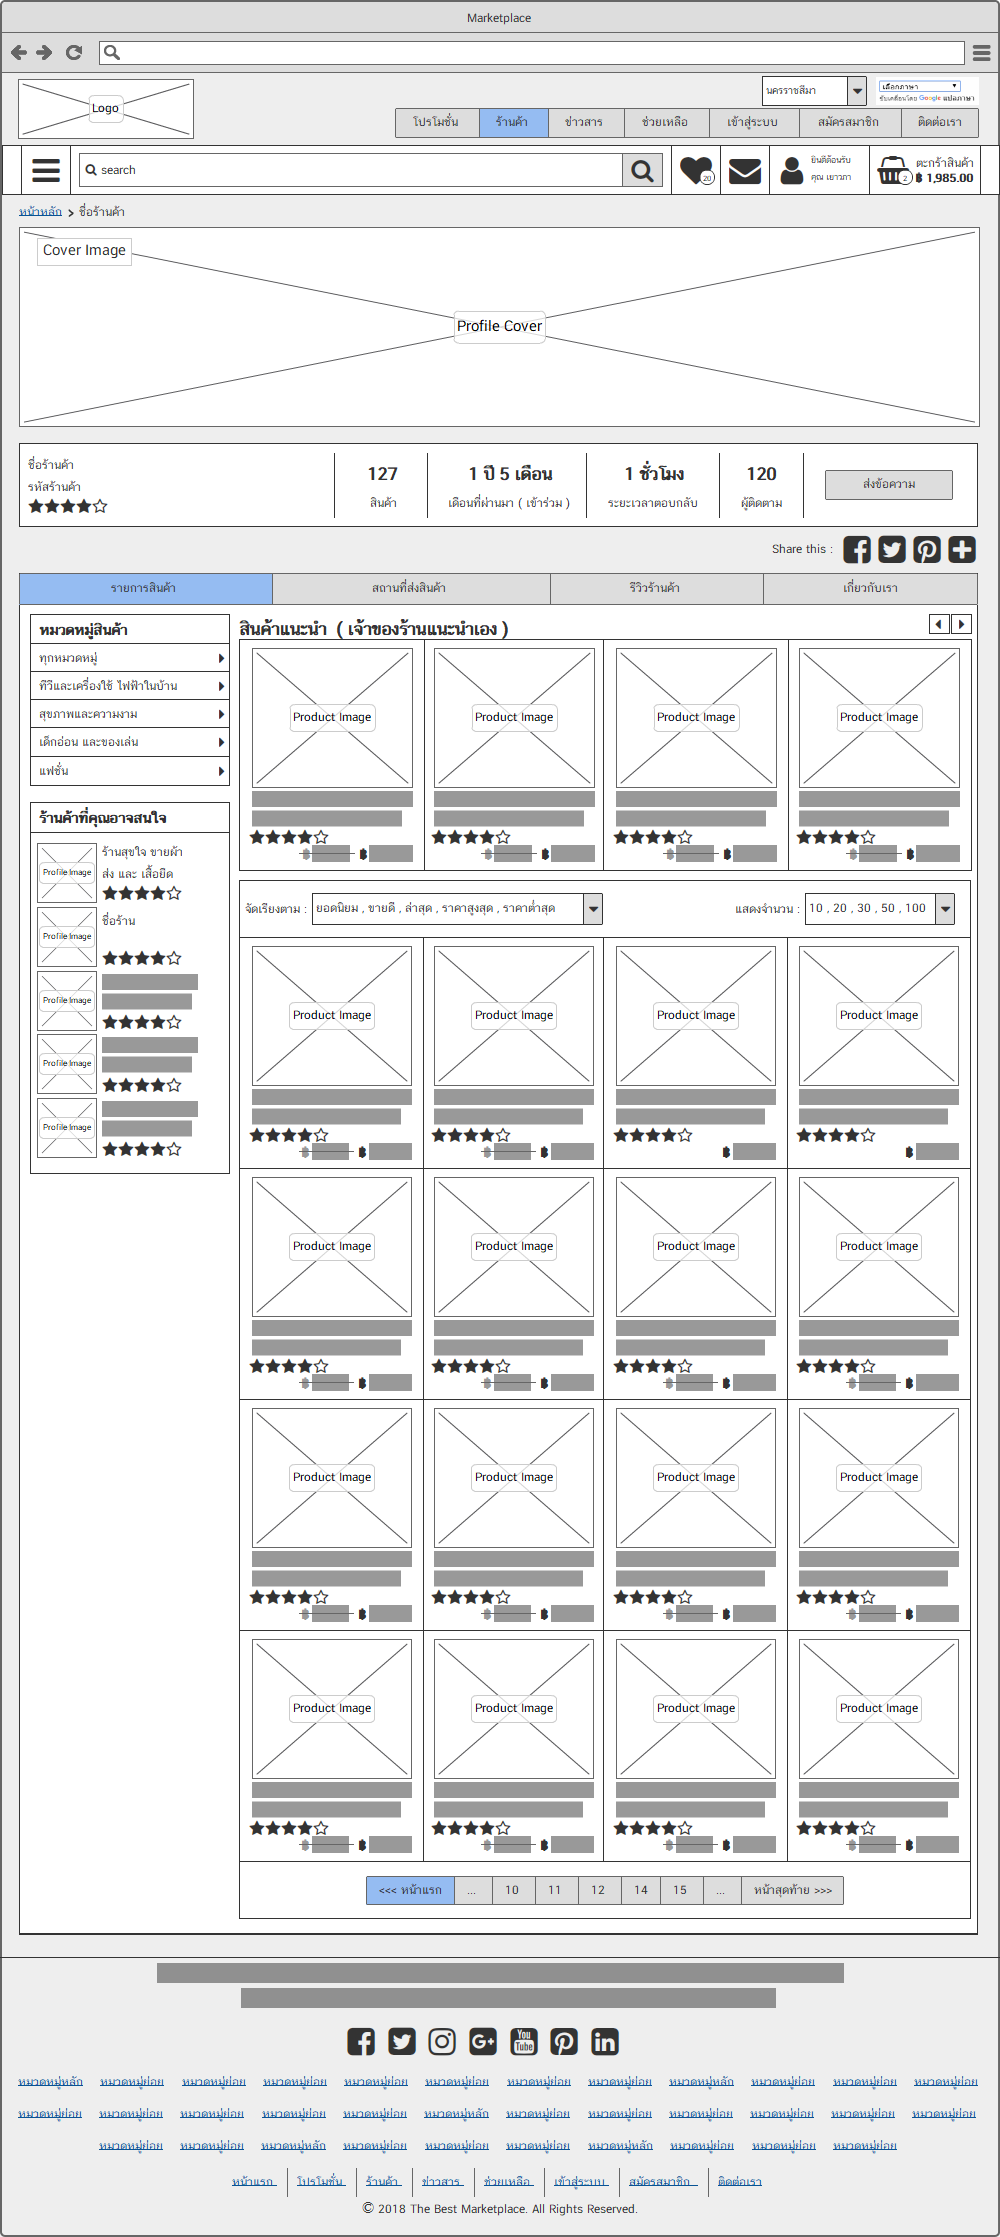 Marketplace
Logo
นครราชสีมา
เลือกภาษา
ขับเคลื่อนโดย Google แปลภาษา
โปรโมชั่น ร้านค้า ข่าวสาร ช่วยเหลือ เข้าสู่ระบบ สมัครสมาชิก ติดต่อเรา
search
20
ยินดีต้อนรับ
คุณ เยาวภา
2
ตะกร้าสินค้า
฿ 1,985.00
หน้าหลัก > ชื่อร้านค้า
Cover Image
Profile Cover
ชื่อร้านค้า
รหัสร้านค้า
127
สินค้า
1 ปี 5 เดือน
เดือนที่ผ่านมา ( เข้าร่วม )
1 ชั่วโมง
ระยะเวลาตอบกลับ
120
ผู้ติดตาม
ส่งข้อความ
Share this :
รายการสินค้า สถานที่ส่งสินค้า รีวิวร้านค้า เกี่ยวกับเรา
หมวดหมู่สินค้า
ทุกหมวดหมู่
ทีวีและเครื่องใช้ ไฟฟ้าในบ้าน
สุขภาพและความงาม
เด็กอ่อน และของเล่น
แฟชั่น
ร้านค้าที่คุณอาจสนใจ
Profile Image
ร้านสุขใจ ขายผ้า
ส่ง และ เสื้อยืด
Profile Image
ชื่อร้าน
Profile Image
Profile Image
Profile Image
สินค้าแนะนำ ( เจ้าของร้านแนะนำเอง )
Product Image Product Image Product Image Product Image
฿ ฿ ฿ ฿ ฿ ฿ ฿ ฿
จัดเรียงตาม : ยอดนิยม , ขายดี , ล่าสุด , ราคาสูงสุด , ราคาต่ำสุด
แสดงจำนวน : 10 , 20 , 30 , 50 , 100
Product Image Product Image Product Image Product Image
฿ ฿ ฿ ฿ ฿ ฿
Product Image Product Image Product Image Product Image
฿ ฿ ฿ ฿ ฿ ฿ ฿ ฿
Product Image Product Image Product Image Product Image
฿ ฿ ฿ ฿ ฿ ฿ ฿ ฿
Product Image Product Image Product Image Product Image
฿ ฿ ฿ ฿ ฿ ฿ ฿ ฿
<<< หน้าแรก ... 10 11 12 14 15 ... หน้าสุดท้าย >>>
You Tube
หมวดหมู่หลัก หมวดหมู่ย่อย หมวดหมู่ย่อย หมวดหมู่ย่อย หมวดหมู่ย่อย หมวดหมู่ย่อย หมวดหมู่ย่อย หมวดหมู่ย่อย หมวดหมู่หลัก หมวดหมู่ย่อย หมวดหมู่ย่อย หมวดหมู่ย่อย
หมวดหมู่ย่อย หมวดหมู่ย่อย หมวดหมู่ย่อย หมวดหมู่ย่อย หมวดหมู่ย่อย หมวดหมู่หลัก หมวดหมู่ย่อย หมวดหมู่ย่อย หมวดหมู่ย่อย หมวดหมู่ย่อย หมวดหมู่ย่อย หมวดหมู่ย่อย
หมวดหมู่ย่อย หมวดหมู่ย่อย หมวดหมู่หลัก หมวดหมู่ย่อย หมวดหมู่ย่อย หมวดหมู่ย่อย หมวดหมู่หลัก หมวดหมู่ย่อย หมวดหมู่ย่อย หมวดหมู่ย่อย
หน้าแรก โปรโมชั่น ร้านค้า ข่าวสาร ช่วยเหลือ เข้าสู่ระบบ สมัครสมาชิก ติดต่อเรา
© 2018 The Best Marketplace. All Rights Reserved.